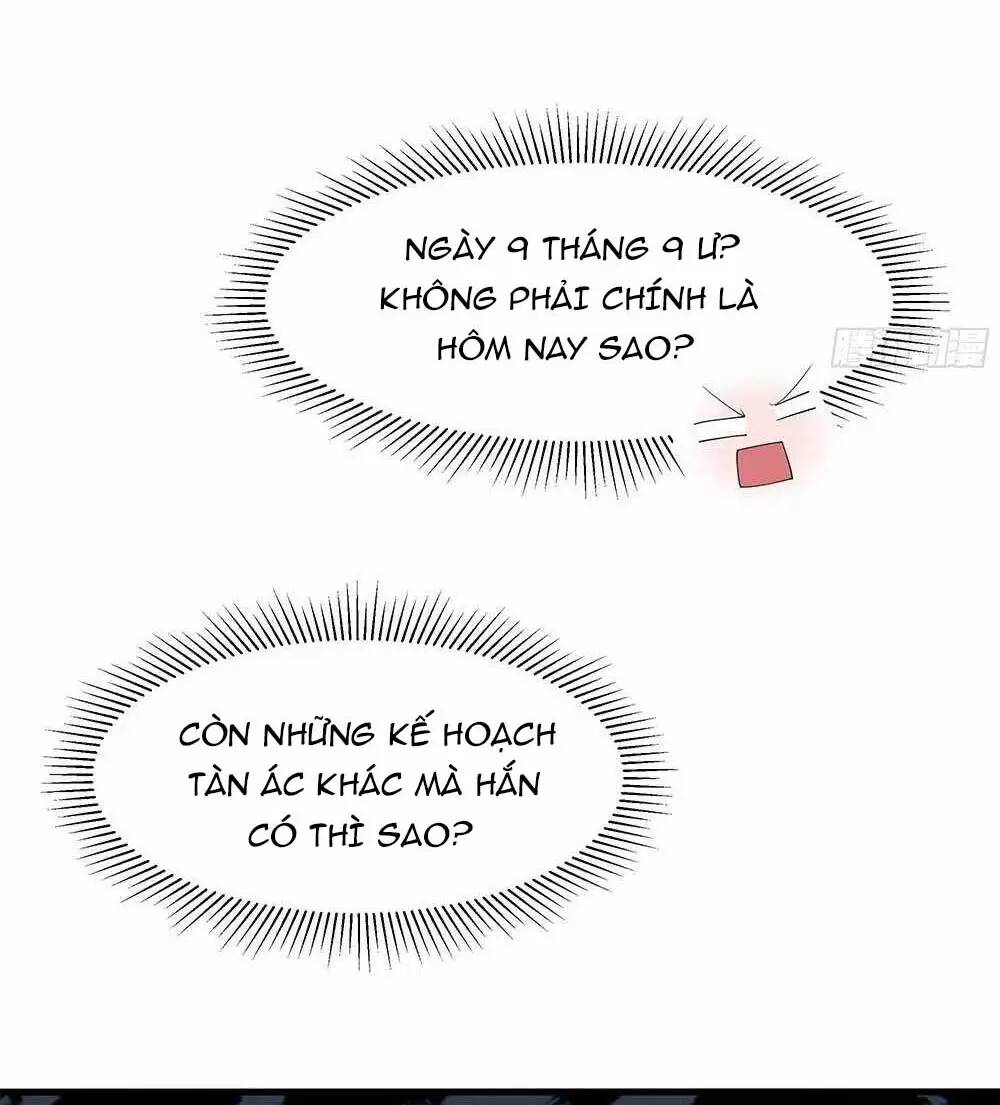 NGÀY 9 THÁNG 9 Ư?
KHÔNG PHẢI CHÍNH LÀ
HÔM NAY SAO?
CÒN NHỮNG KẾ HOẠCH
TÀN ÁC KHÁC MÀ HẮN
CÓ THÌ SAO?